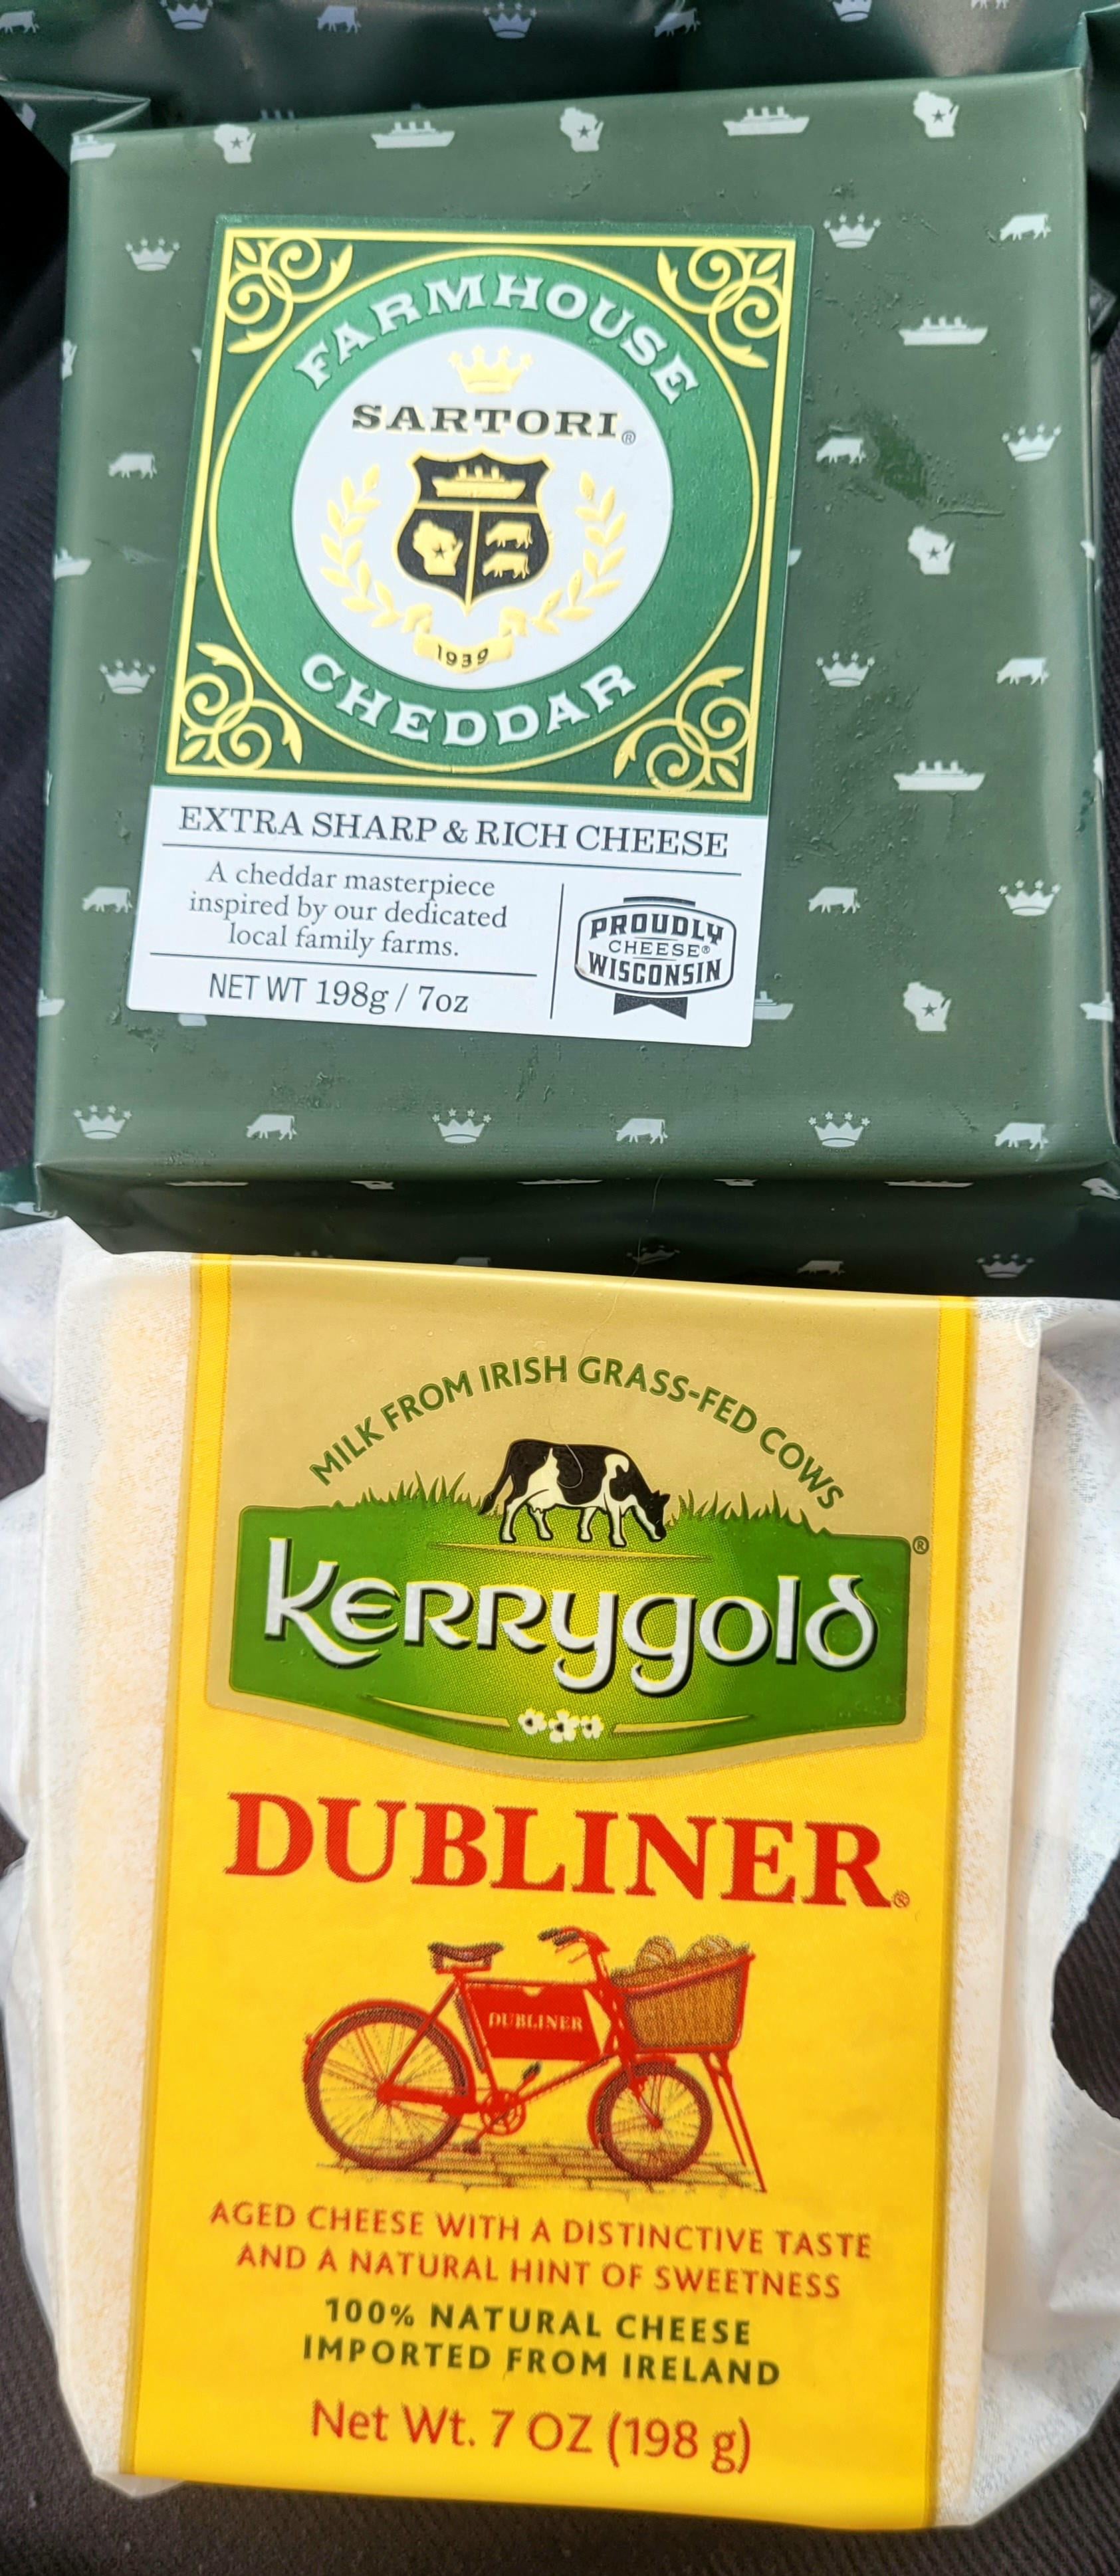 FARMHOUSE
SARTORI®
1939
CHEDDAR
EXTRA SHARP & RICH CHEESE
A cheddar masterpiece
inspired by our dedicated
local family farms.
NET WT 198g / 7oz
PROUDLY
CHEESE®
WISCONSIN
MILK FROM IRISH GRASS-FED COWS
Kerrygold®
DUBLINER®
DUBLINER
AGED CHEESE WITH A DISTINCTIVE TASTE
AND A NATURAL HINT OF SWEETNESS
100% NATURAL CHEESE
IMPORTED FROM IRELAND
Net Wt. 7 OZ (198 g)